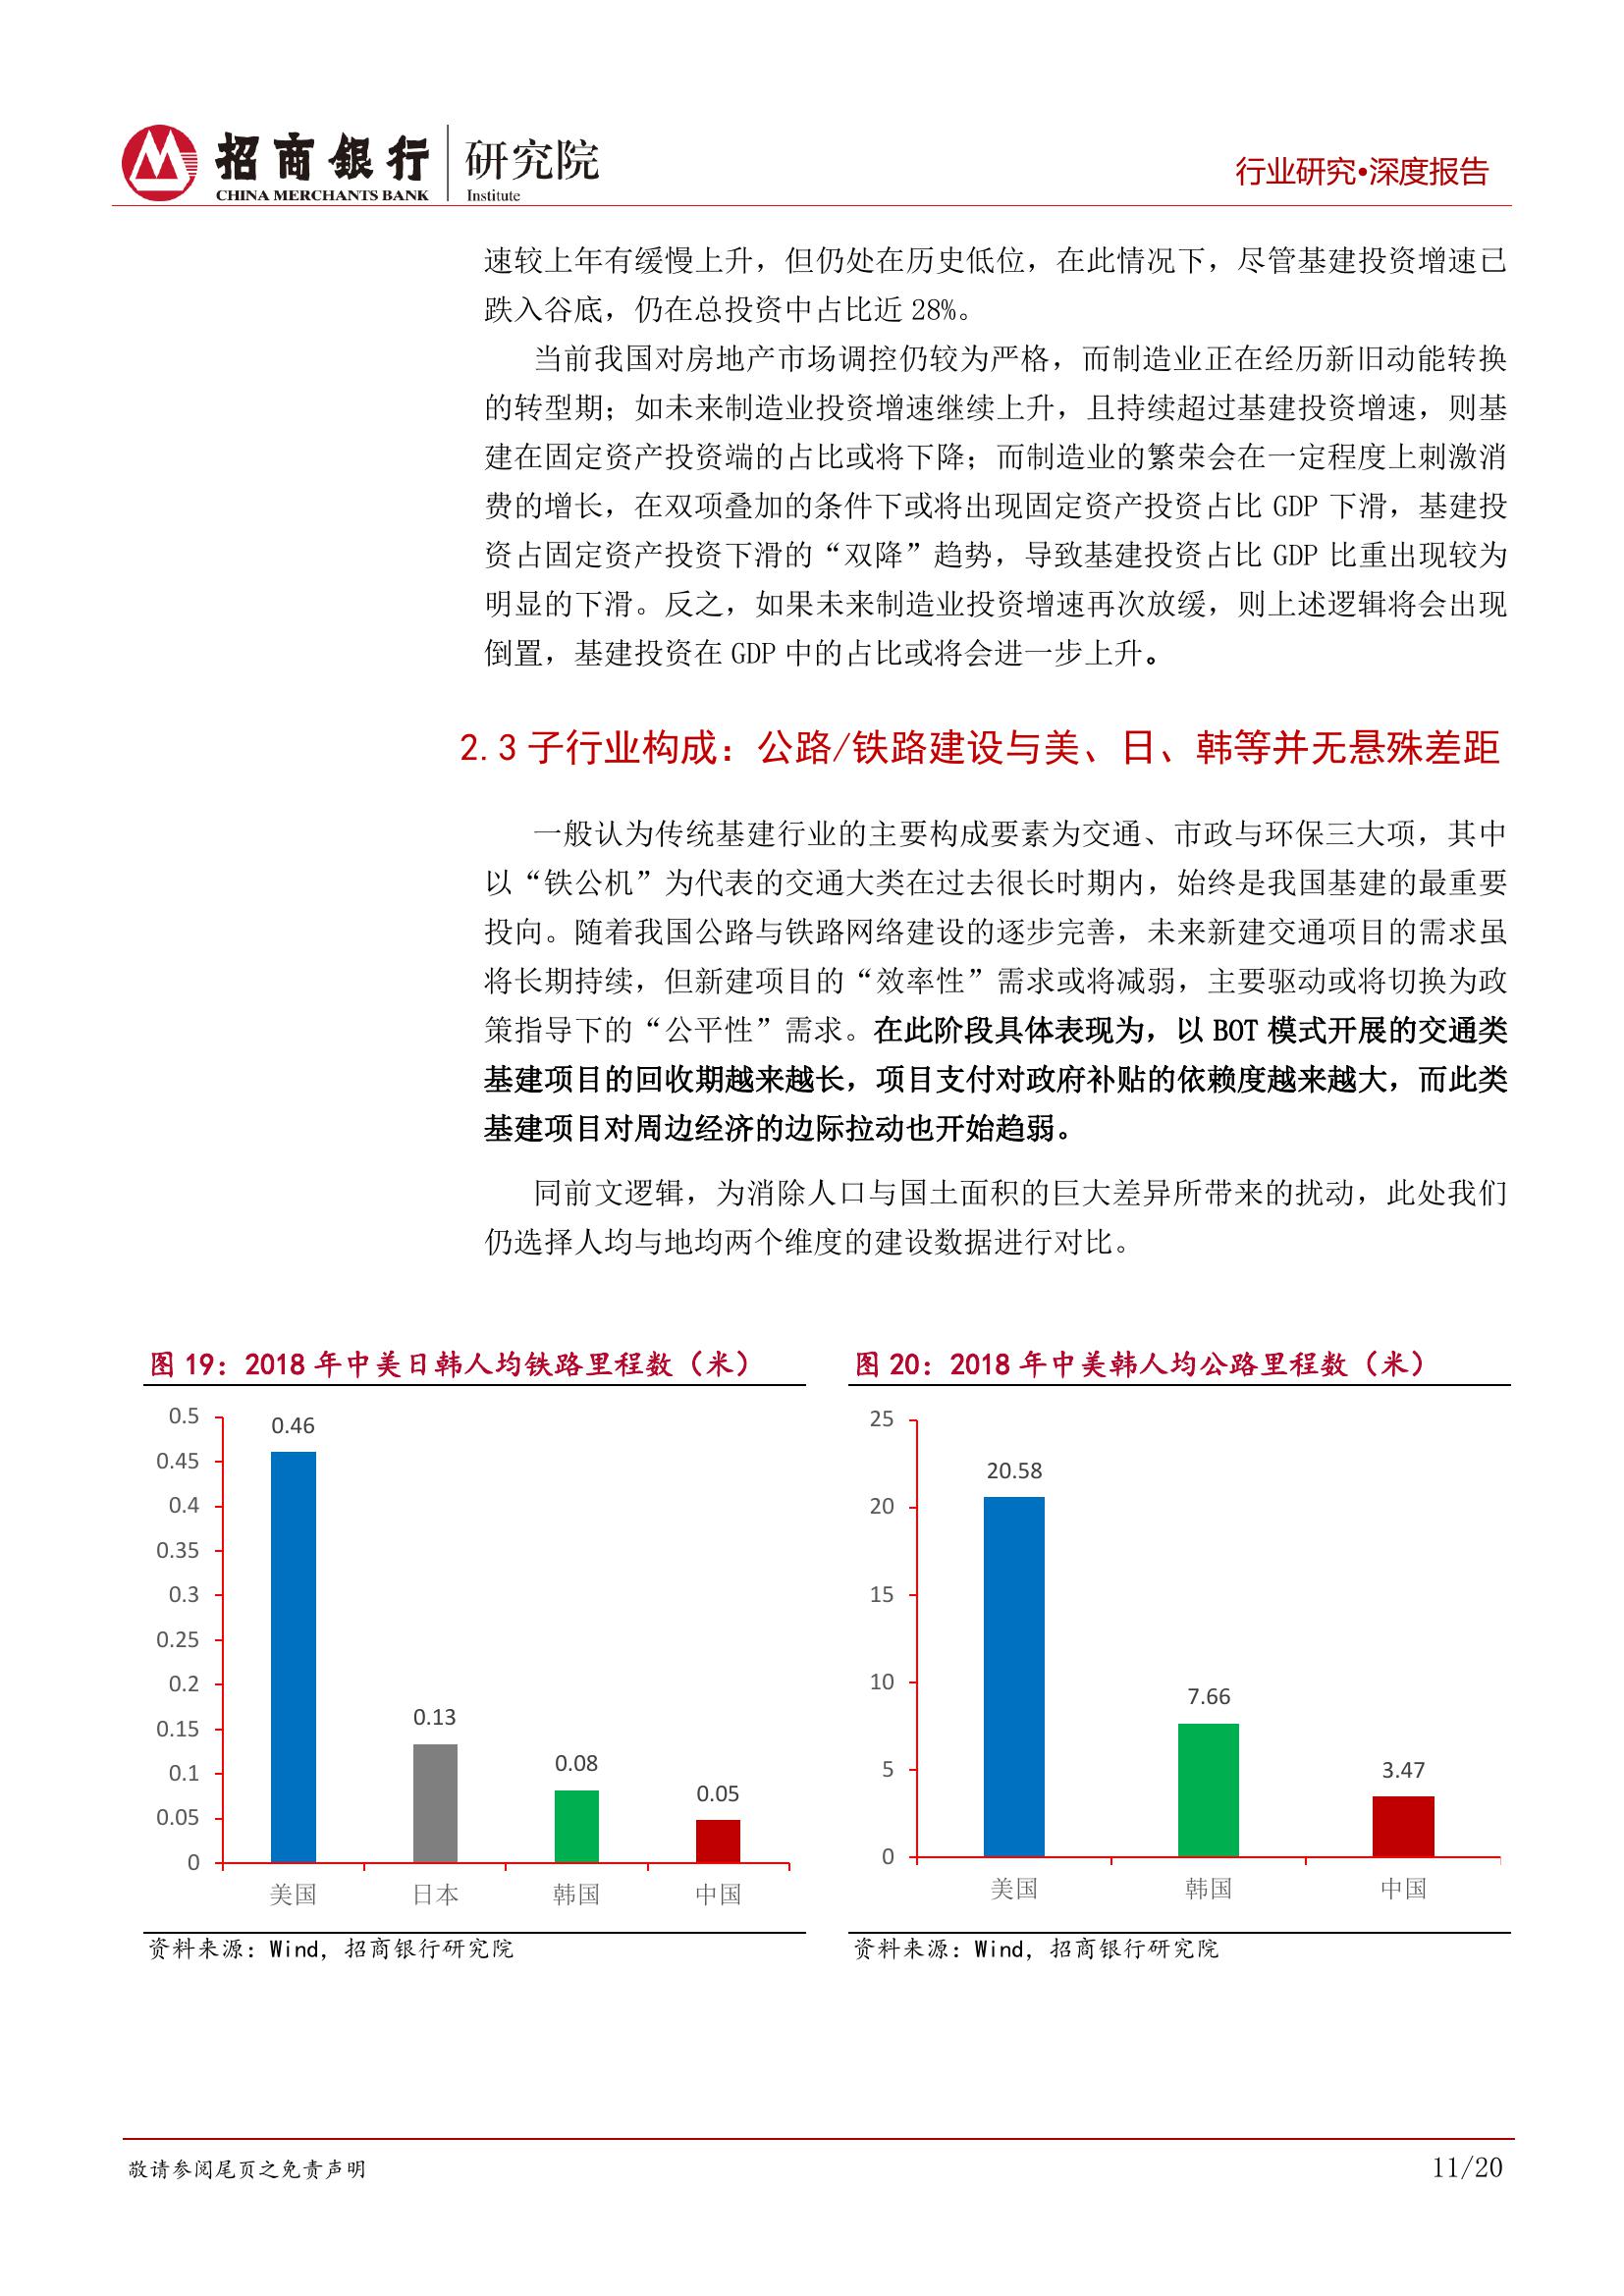 招商银行 研究院
CHINA MERCHANTS BANK Institute
行业研究•深度报告
速较上年有缓慢上升，但仍处在历史低位，在此情况下，尽管基建投资增速已
跌入谷底，仍在总投资中占比近 28%。
当前我国对房地产市场调控仍较为严格，而制造业正在经历新旧动能转换
的转型期；如未来制造业投资增速继续上升，且持续超过基建投资增速，则基
建在固定资产投资端的占比或将下降；而制造业的繁荣会在一定程度上刺激消
费的增长，在双项叠加的条件下或将出现固定资产投资占比 GDP 下滑，基建投
资占固定资产投资下滑的“双降”趋势，导致基建投资占比 GDP 比重出现较为
明显的下滑。反之，如果未来制造业投资增速再次放缓，则上述逻辑将会出现
倒置，基建投资在 GDP 中的占比或将会进一步上升。
2.3 子行业构成：公路/铁路建设与美、日、韩等并无悬殊差距
一般认为传统基建行业的主要构成要素为交通、市政与环保三大项，其中
以“铁公机”为代表的交通大类在过去很长时期内，始终是我国基建的最重要
投向。随着我国公路与铁路网络建设的逐步完善，未来新建交通项目的需求虽
将长期持续，但新建项目的“效率性”需求或将减弱，主要驱动或将切换为政
策指导下的“公平性”需求。在此阶段具体表现为，以 BOT 模式开展的交通类
基建项目的回收期越来越长，项目支付对政府补贴的依赖度越来越大，而此类
基建项目对周边经济的边际拉动也开始趋弱。
同前文逻辑，为消除人口与国土面积的巨大差异所带来的扰动，此处我们
仍选择人均与地均两个维度的建设数据进行对比。
图 19：2018 年中美日韩人均铁路里程数（米）
0.5
0.45
0.4
0.35
0.3
0.25
0.2
0.15
0.1
0.05
0
0.46
0.13
0.08
0.05
美国 日本 韩国 中国
资料来源：Wind，招商银行研究院
图 20：2018 年中美韩人均公路里程数（米）
25
20
15
10
5
0
20.58
7.66
3.47
美国 韩国 中国
资料来源：Wind，招商银行研究院
敬请参阅尾页之免责声明
11/20